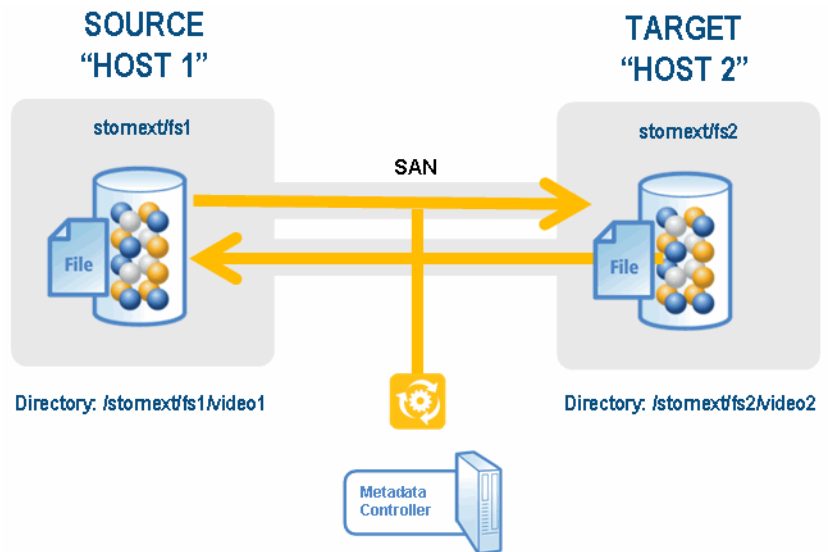 SOURCE
“HOST 1”
TARGET
“HOST 2”
stornext/fs1
stornext/fs2
SAN
File
File
Directory: /stornext/fs1/video1
Directory: /stornext/fs2/video2
Metadata
Controller